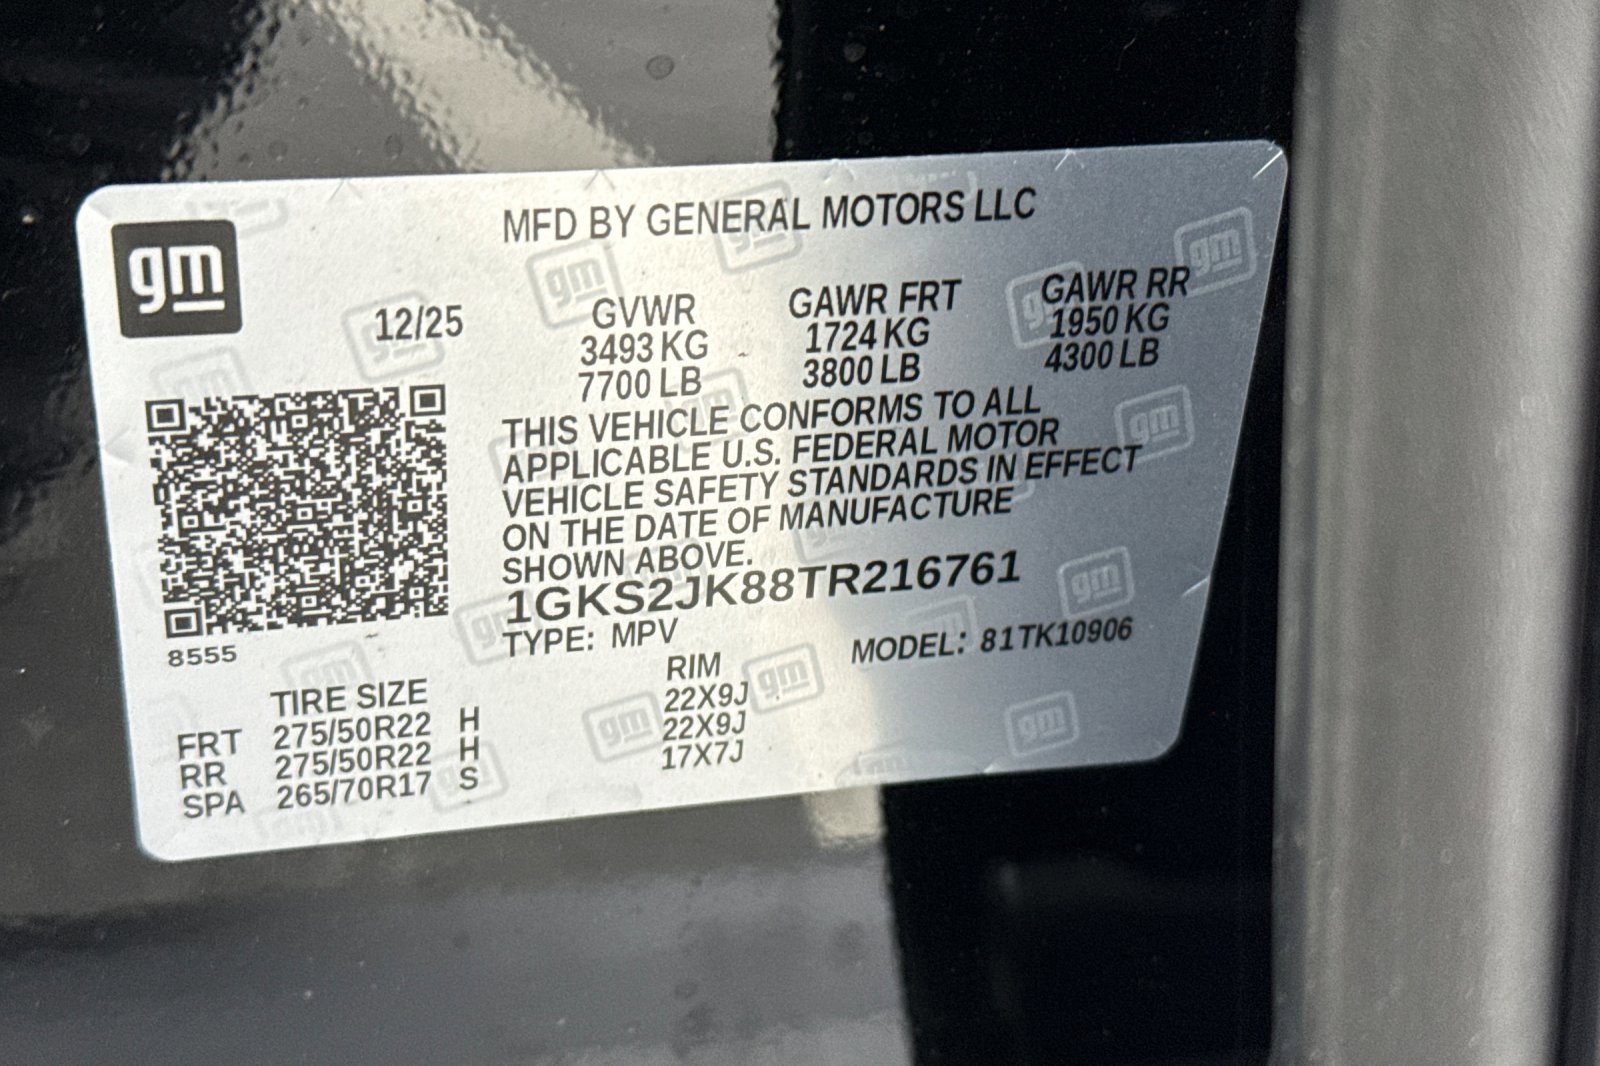 gm
MFD BY GENERAL MOTORS LLC
12/25
GVWR GAWR FRT GAWR RR
3493 KG 1724 KG 1950 KG
7700 LB 3800 LB 4300 LB
THIS VEHICLE CONFORMS TO ALL
APPLICABLE U.S. FEDERAL MOTOR
VEHICLE SAFETY STANDARDS IN EFFECT
ON THE DATE OF MANUFACTURE
SHOWN ABOVE.
1GKS2JK88TR216761
TYPE: MPV MODEL: 81TK10906
8555
TIRE SIZE RIM
FRT 275/50R22 H 22X9J
RR 275/50R22 H 22X9J
SPA 265/70R17 S 17X7J